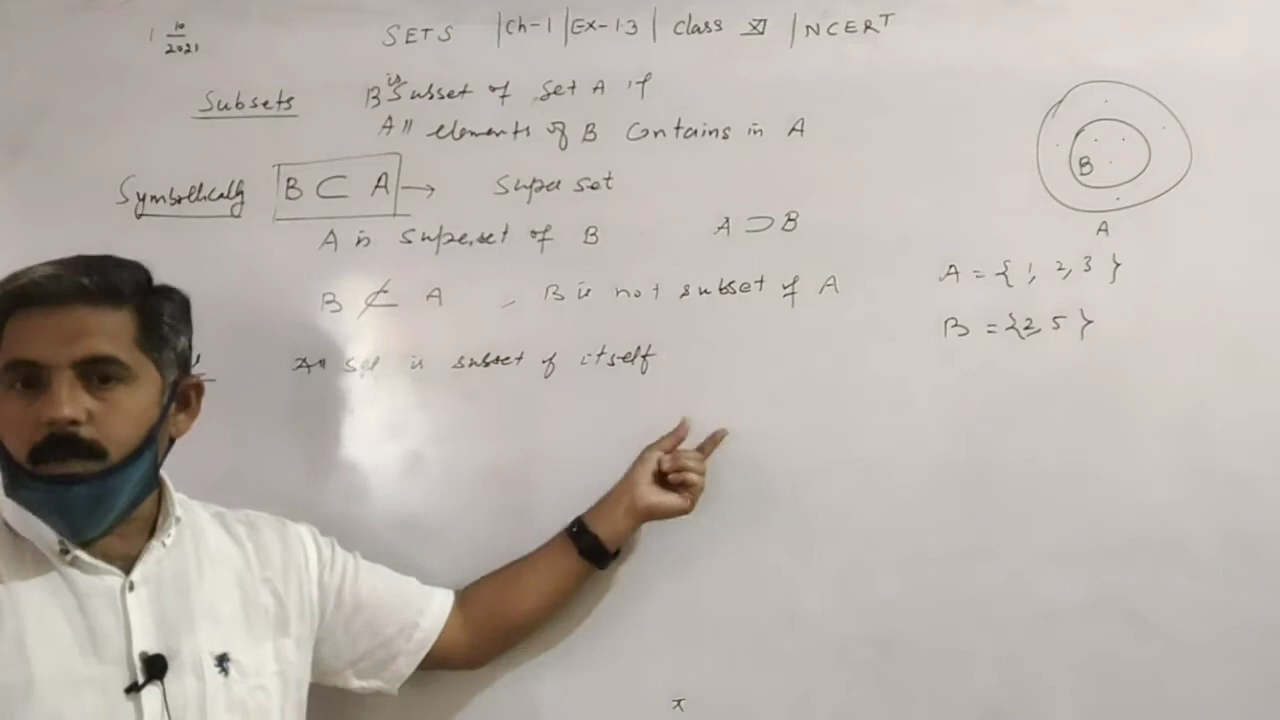 1 10/2021
SETS |Ch-1 |Ex-1.3 | Class XI | NCERT
Subsets B is Subset of Set A if
All elements of B Contains in A
Symbolically B ⊂ A → Super set
A is superset of B A ⊃ B
B ⊄ A , B is not subset of A
All set is subset of itself
B
A
A = { 1, 2, 3 }
B = {2, 5 }